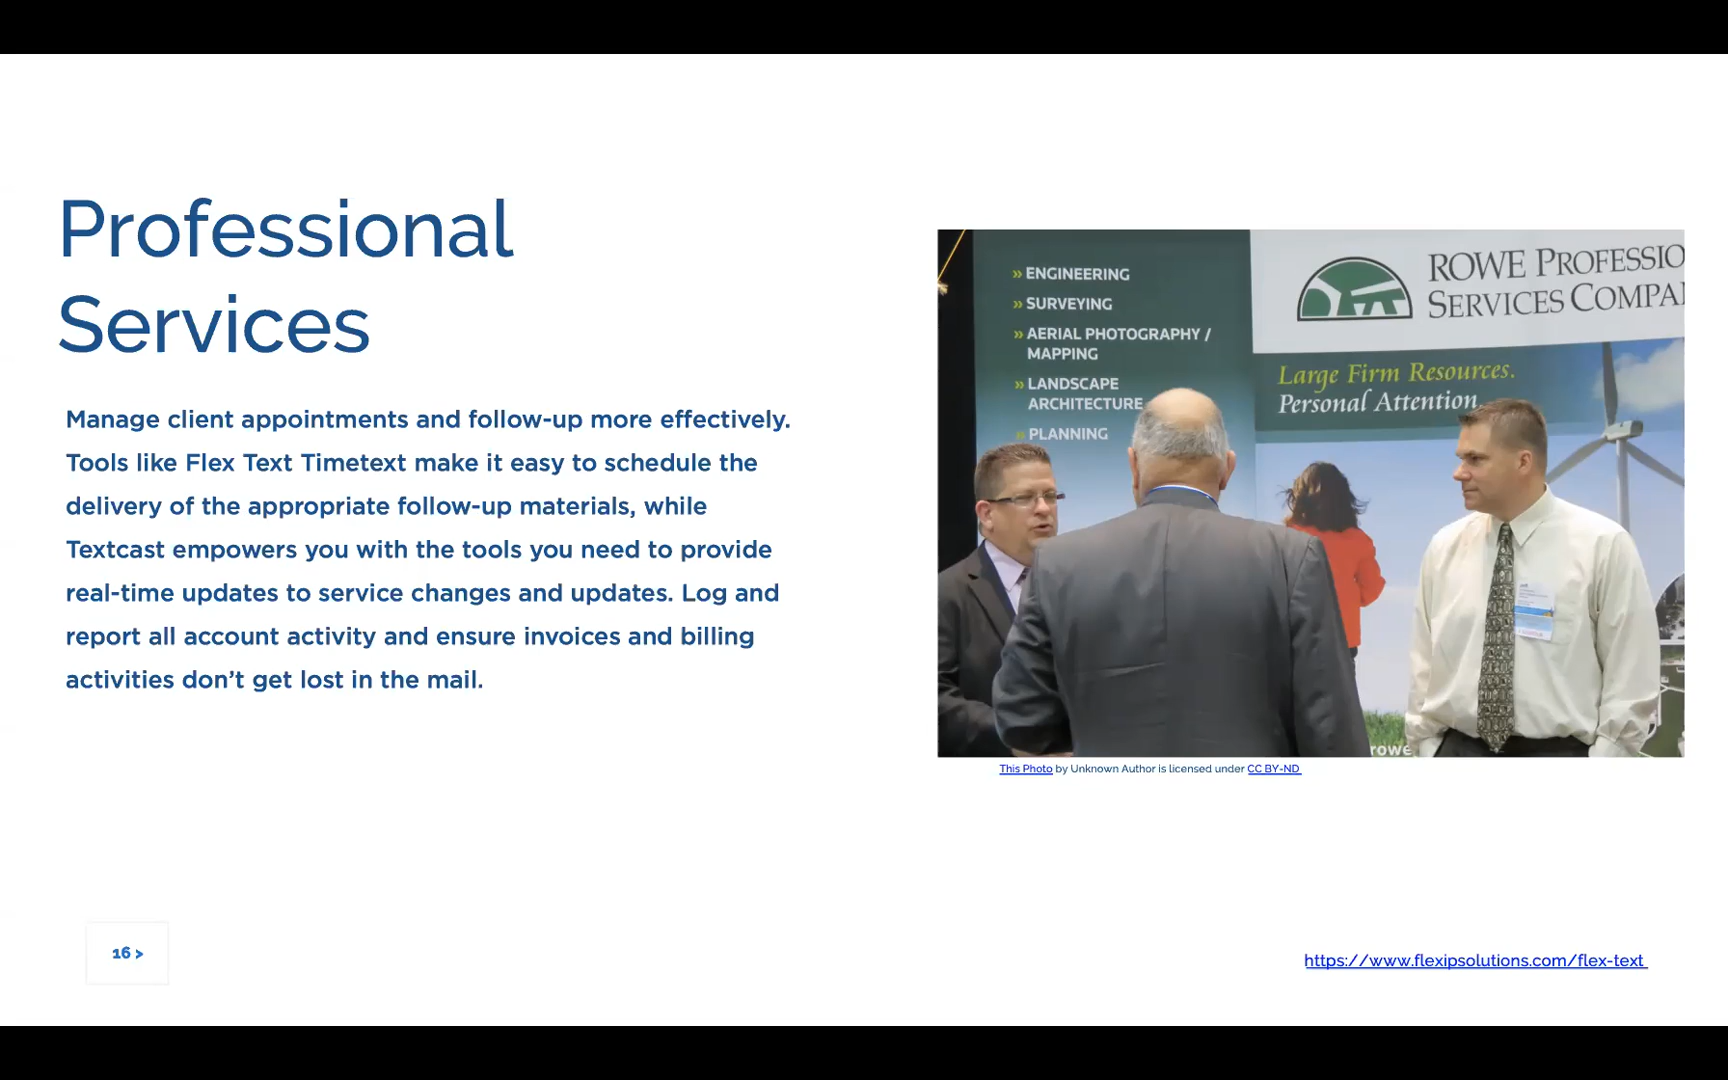 Professional
Services
Manage client appointments and follow-up more effectively.
Tools like Flex Text Timetext make it easy to schedule the
delivery of the appropriate follow-up materials, while
Textcast empowers you with the tools you need to provide
real-time updates to service changes and updates. Log and
report all account activity and ensure invoices and billing
activities don’t get lost in the mail.
» ENGINEERING
» SURVEYING
» AERIAL PHOTOGRAPHY /
MAPPING
» LANDSCAPE
ARCHITECTURE
» PLANNING
ROWE PROFESSIO
SERVICES COMPA
Large Firm Resources.
Personal Attention.
rowe
This Photo by Unknown Author is licensed under CC BY-ND
16 >
https://www.flexipsolutions.com/flex-text